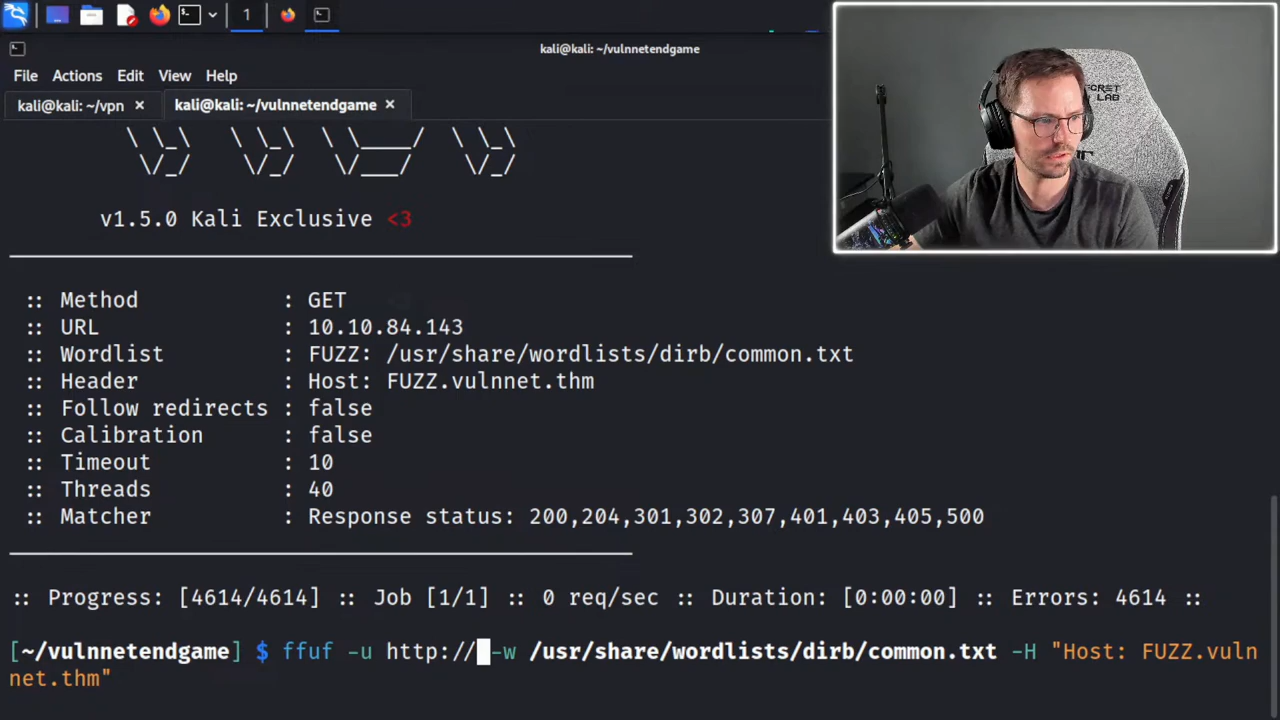 1
kali@kali: ~/vulnnetendgame
File Actions Edit View Help
kali@kali: ~/vpn × kali@kali: ~/vulnnetendgame ×
v1.5.0 Kali Exclusive <3
:: Method : GET
:: URL : 10.10.84.143
:: Wordlist : FUZZ: /usr/share/wordlists/dirb/common.txt
:: Header : Host: FUZZ.vulnnet.thm
:: Follow redirects : false
:: Calibration : false
:: Timeout : 10
:: Threads : 40
:: Matcher : Response status: 200,204,301,302,307,401,403,405,500
:: Progress: [4614/4614] :: Job [1/1] :: 0 req/sec :: Duration: [0:00:00] :: Errors: 4614 ::
[~/vulnnetendgame] $ ffuf -u http:// -w /usr/share/wordlists/dirb/common.txt -H "Host: FUZZ.vuln
net.thm"